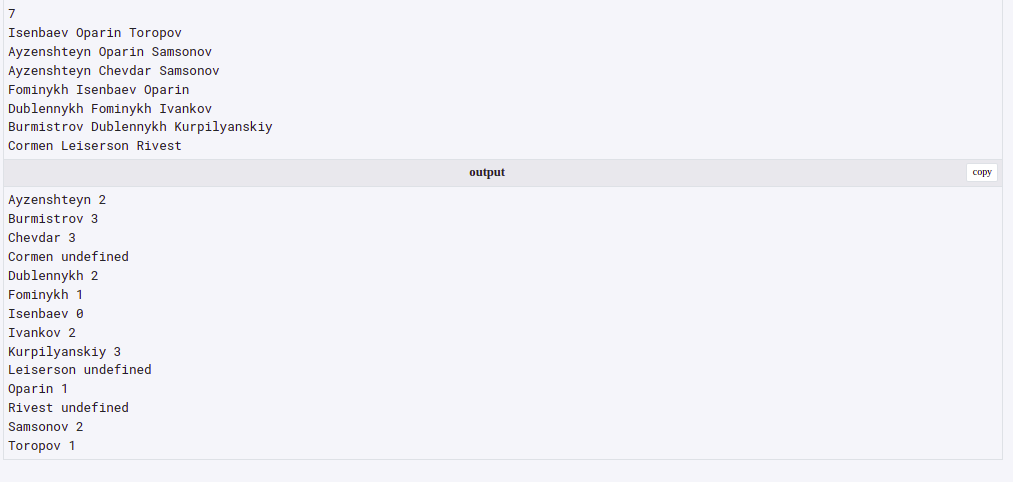 7
Isenbaev Oparin Toropov
Ayzenshteyn Oparin Samsonov
Ayzenshteyn Chevdar Samsonov
Fominykh Isenbaev Oparin
Dublennykh Fominykh Ivankov
Burmistrov Dublennykh Kurpilyanskiy
Cormen Leiserson Rivest
output
copy
Ayzenshteyn 2
Burmistrov 3
Chevdar 3
Cormen undefined
Dublennykh 2
Fominykh 1
Isenbaev 0
Ivankov 2
Kurpilyanskiy 3
Leiserson undefined
Oparin 1
Rivest undefined
Samsonov 2
Toropov 1